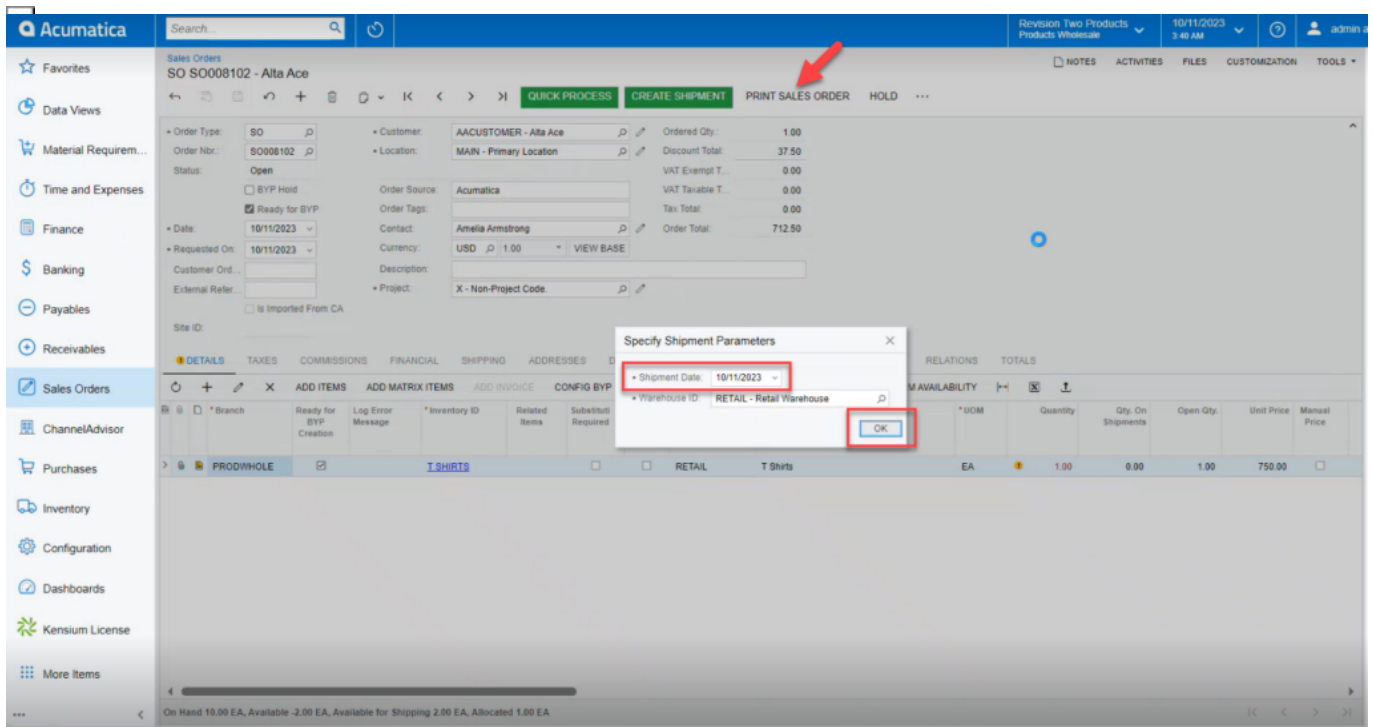 Acumatica
Search...
Revision Two Products
Products Wholesale
10/11/2023
3:40 AM
admin a
Favorites
Data Views
Material Requirem...
Time and Expenses
Finance
Banking
Payables
Receivables
Sales Orders
ChannelAdvisor
Purchases
Inventory
Configuration
Dashboards
Kensium License
More Items
Sales Orders
SO SO008102 - Alta Ace
NOTES ACTIVITIES FILES CUSTOMIZATION TOOLS
QUICK PROCESS CREATE SHIPMENT PRINT SALES ORDER HOLD ...
Order Type: SO
Order Nbr.: SO008102
Status: Open
BYP Hold
Ready for BYP
Date: 10/11/2023
Requested On: 10/11/2023
Customer Ord...
External Refer...
Is Imported From CA
Site ID:
Customer: AACUSTOMER - Alta Ace
Location: MAIN - Primary Location
Order Source: Acumatica
Order Tags:
Contact: Amelia Armstrong
Currency: USD 1.00 VIEW BASE
Description:
Project: X - Non-Project Code.
Ordered Qty.: 1.00
Discount Total: 37.50
VAT Exempt T... 0.00
VAT Taxable T... 0.00
Tax Total: 0.00
Order Total: 712.50
DETAILS TAXES COMMISSIONS FINANCIAL SHIPPING ADDRESSES D
RELATIONS TOTALS
ADD ITEMS ADD MATRIX ITEMS ADD INVOICE CONFIG BYP
M AVAILABILITY
Specify Shipment Parameters
Shipment Date: 10/11/2023
Warehouse ID: RETAIL - Retail Warehouse
OK
*Branch
Ready for BYP Creation
Log Error Message
*Inventory ID
Related Items
Substituti Required
*UOM
Quantity
Qty. On Shipments
Open Qty.
Unit Price
Manual Price
PRODWHOLE T SHIRTS RETAIL T Shirts EA 1.00 0.00 1.00 750.00
On Hand 10.00 EA, Available -2.00 EA, Available for Shipping 2.00 EA, Allocated 1.00 EA